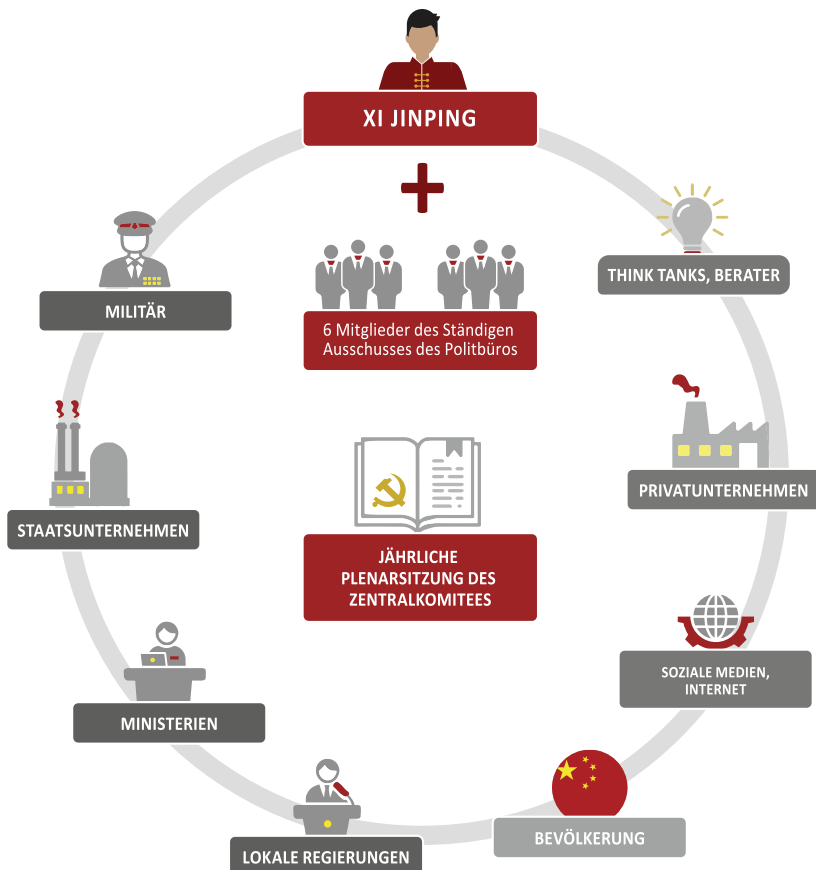 XI JINPING
THINK TANKS, BERATER
MILITÄR
6 Mitglieder des Ständigen
Ausschusses des Politbüros
PRIVATUNTERNEHMEN
STAATSUNTERNEHMEN
JÄHRLICHE
PLENARSITZUNG DES
ZENTRALKOMITEES
SOZIALE MEDIEN,
INTERNET
MINISTERIEN
BEVÖLKERUNG
LOKALE REGIERUNGEN